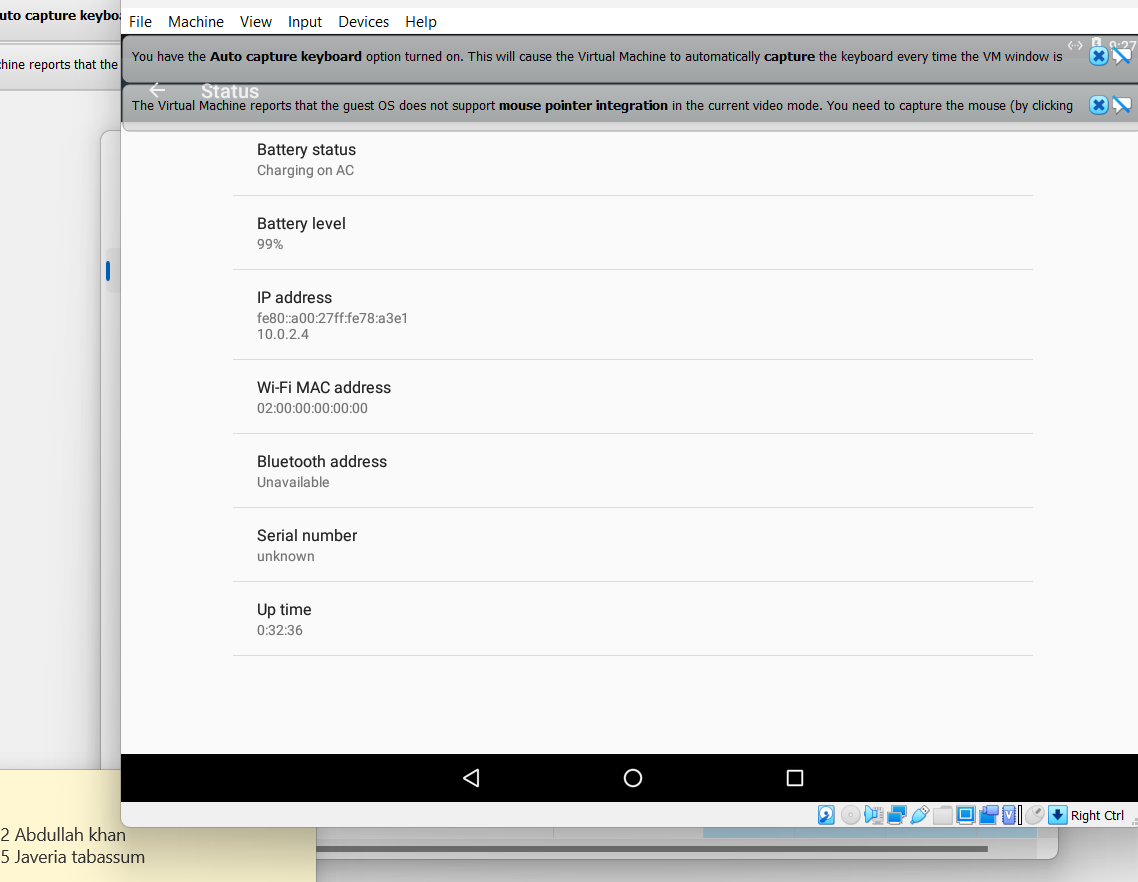 uto capture keybo
hine reports that the
File Machine View Input Devices Help
You have the Auto capture keyboard option turned on. This will cause the Virtual Machine to automatically capture the keyboard every time the VM window is
9:27
Status
The Virtual Machine reports that the guest OS does not support mouse pointer integration in the current video mode. You need to capture the mouse (by clicking
Battery status
Charging on AC
Battery level
99%
IP address
fe80::a00:27ff:fe78:a3e1
10.0.2.4
Wi-Fi MAC address
02:00:00:00:00:00
Bluetooth address
Unavailable
Serial number
unknown
Up time
0:32:36
Right Ctrl
2 Abdullah khan
5 Javeria tabassum